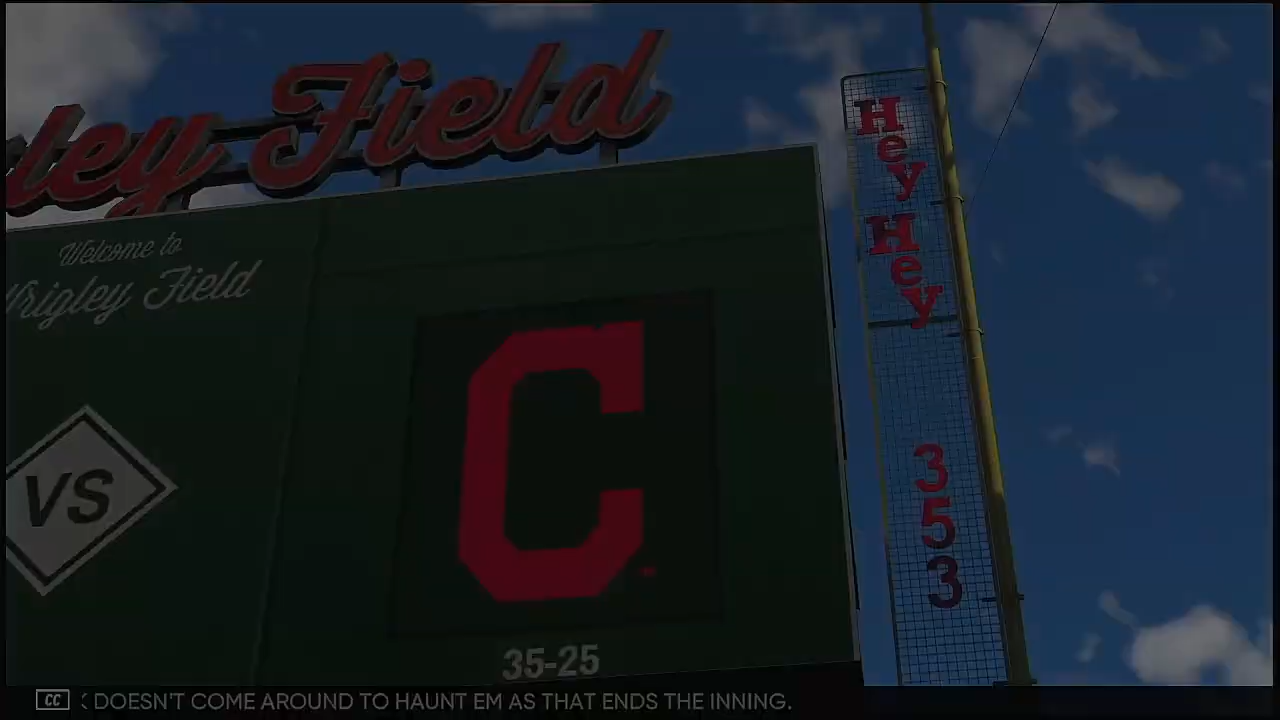 ley Field
Welcome to
Wrigley Field
VS
C
35-25
Hey
Hey
353
CC
DOESN'T COME AROUND TO HAUNT EM AS THAT ENDS THE INNING.